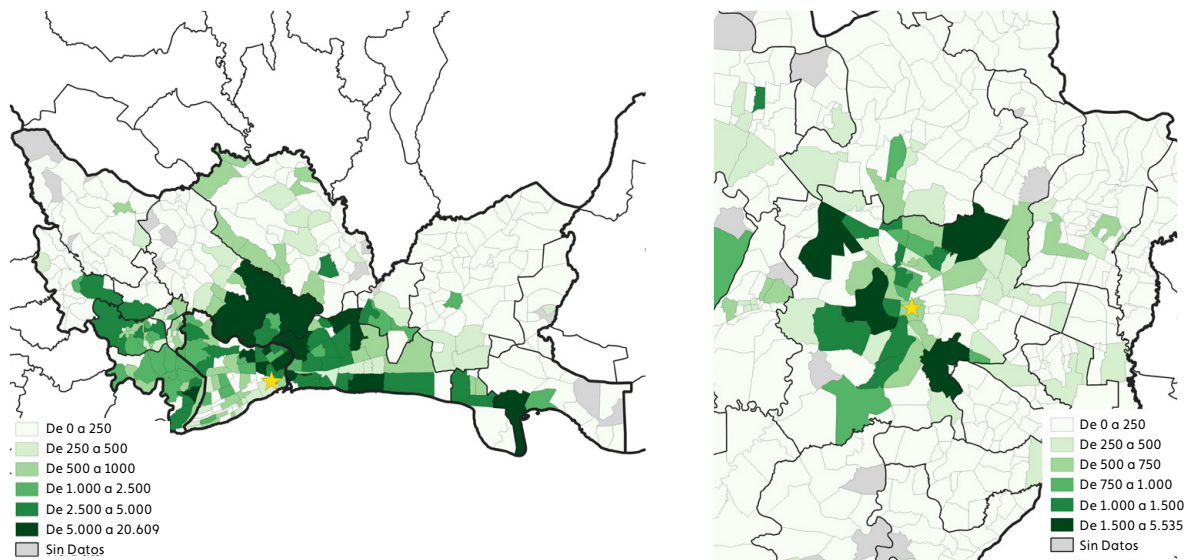 De 0 a 250
De 250 a 500
De 500 a 1000
De 1.000 a 2.500
De 2.500 a 5.000
De 5.000 a 20.609
Sin Datos
De 0 a 250
De 250 a 500
De 500 a 750
De 750 a 1.000
De 1.000 a 1.500
De 1.500 a 5.535
Sin Datos